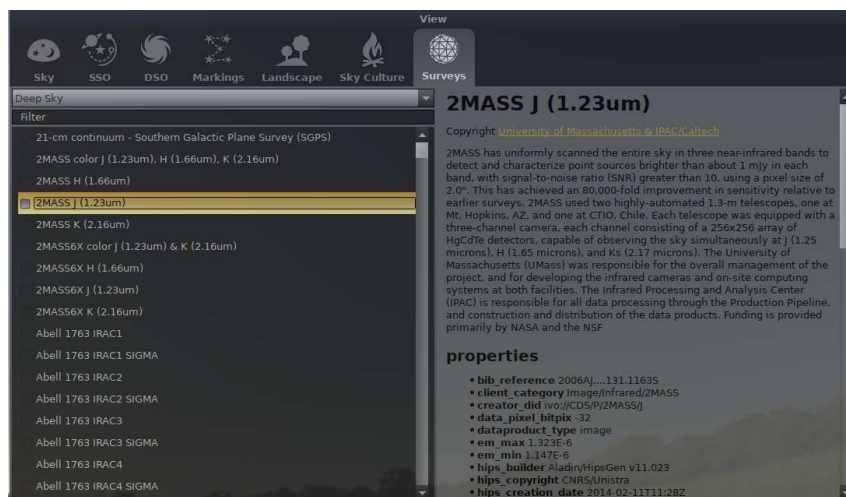 View
Sky
SSO
DSO
Markings
Landscape
Sky Culture
Surveys
Deep Sky
Filter
21-cm continuum - Southern Galactic Plane Survey (SGPS)
2MASS color J (1.23um), H (1.66um), K (2.16um)
2MASS H (1.66um)
2MASS J (1.23um)
2MASS K (2.16um)
2MASS6X color J (1.23um) & K (2.16um)
2MASS6X H (1.66um)
2MASS6X J (1.23um)
2MASS6X K (2.16um)
Abell 1763 IRAC1
Abell 1763 IRAC1 SIGMA
Abell 1763 IRAC2
Abell 1763 IRAC2 SIGMA
Abell 1763 IRAC3
Abell 1763 IRAC3 SIGMA
Abell 1763 IRAC4
Abell 1763 IRAC4 SIGMA
2MASS J (1.23um)
Copyright University of Massachusetts & IPAC/Caltech
2MASS has uniformly scanned the entire sky in three near-infrared bands to
detect and characterize point sources brighter than about 1 mJy in each
band, with signal-to-noise ratio (SNR) greater than 10, using a pixel size of
2.0". This has achieved an 80,000-fold improvement in sensitivity relative to
earlier surveys. 2MASS used two highly-automated 1.3-m telescopes, one at
Mt. Hopkins, AZ, and one at CTIO, Chile. Each telescope was equipped with a
three-channel camera, each channel consisting of a 256x256 array of
HgCdTe detectors, capable of observing the sky simultaneously at J (1.25
microns), H (1.65 microns), and Ks (2.17 microns). The University of
Massachusetts (UMass) was responsible for the overall management of the
project, and for developing the infrared cameras and on-site computing
systems at both facilities. The Infrared Processing and Analysis Center
(IPAC) is responsible for all data processing through the Production Pipeline,
and construction and distribution of the data products. Funding is provided
primarily by NASA and the NSF
properties
• bib_reference 2006AJ....131.1163S
• client_category Image/Infrared/2MASS
• creator_did ivo://CDS/P/2MASS/J
• data_pixel_bitpix -32
• dataproduct_type image
• em_max 1.323E-6
• em_min 1.147E-6
• hips_builder Aladin/HipsGen v11.023
• hips_copyright CNRS/Unistra
• hips_creation_date 2014-02-11T11:28Z